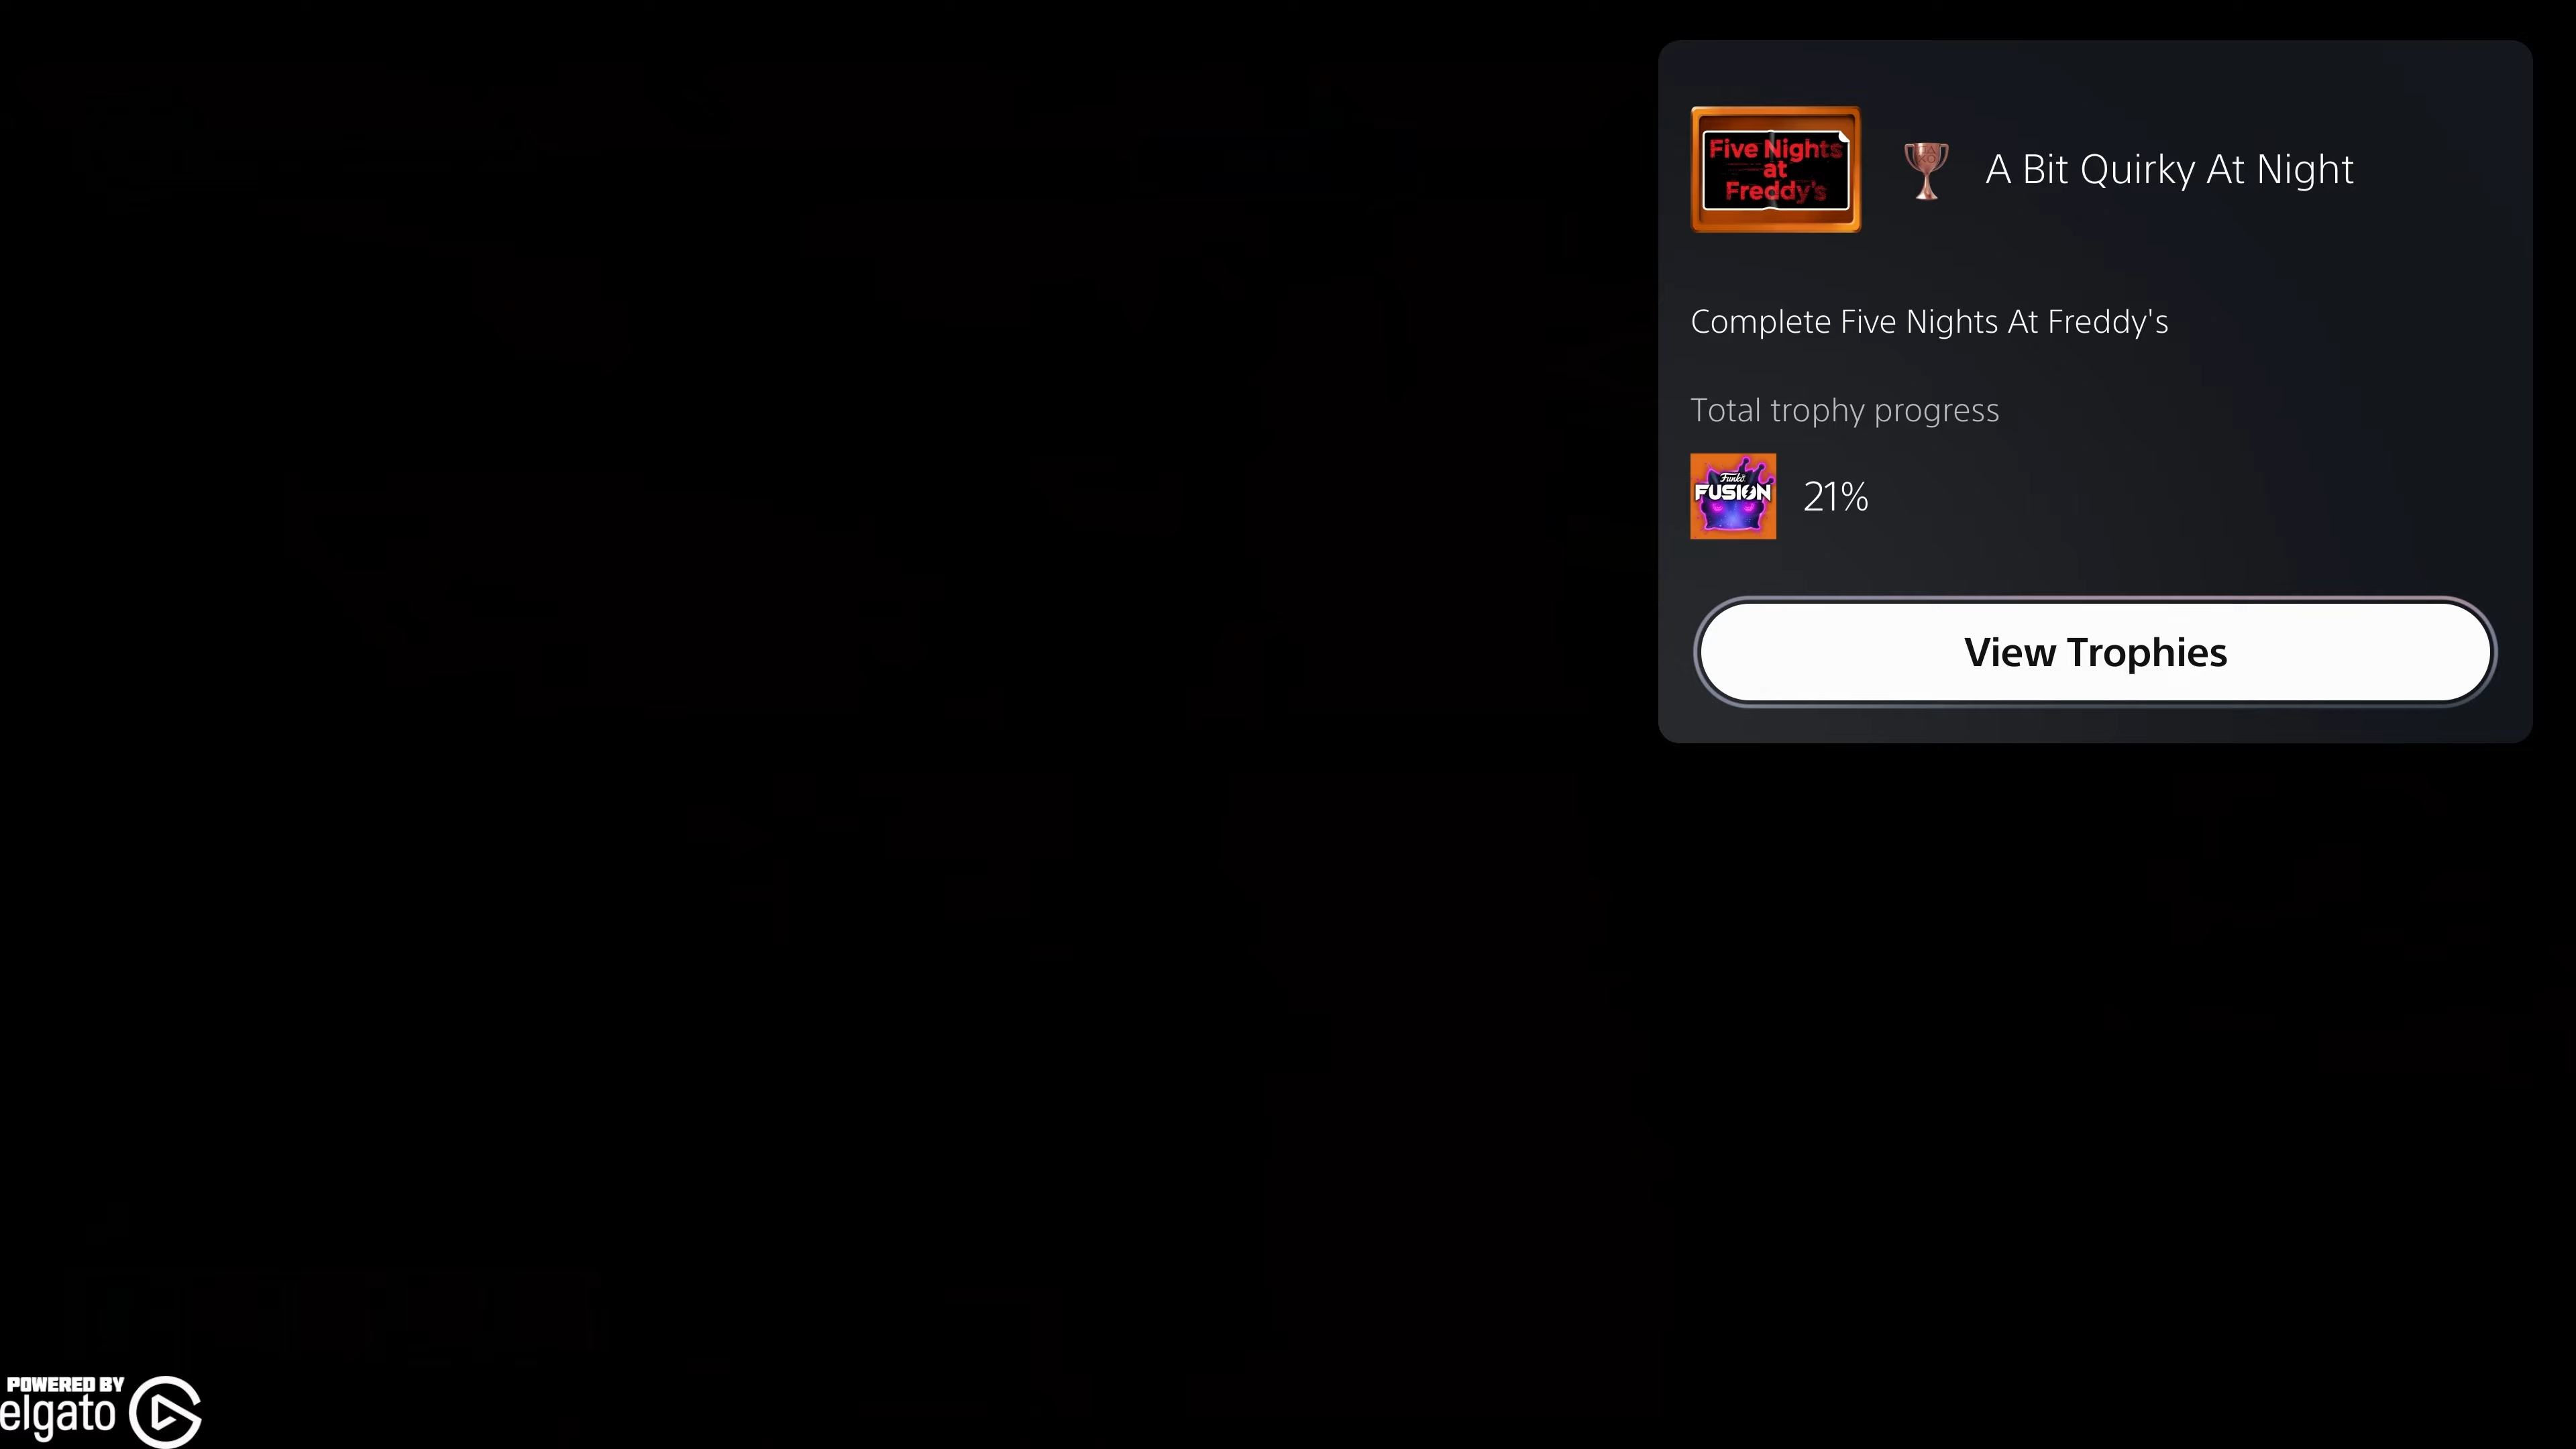 Five Nights
at
Freddy's
A Bit Quirky At Night
Complete Five Nights At Freddy's
Total trophy progress
Funko
FUSION
21%
View Trophies
POWERED BY
elgato